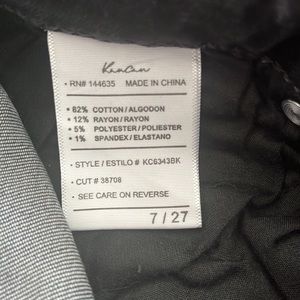 KanCan
• RN# 144635 MADE IN CHINA
• 82% COTTON / ALGODON
• 12% RAYON / RAYON
• 5% POLYESTER / POLIESTER
• 1% SPANDEX / ELASTANO
• STYLE / ESTILO # KC6343BK
• CUT # 38708
• SEE CARE ON REVERSE
7 / 27